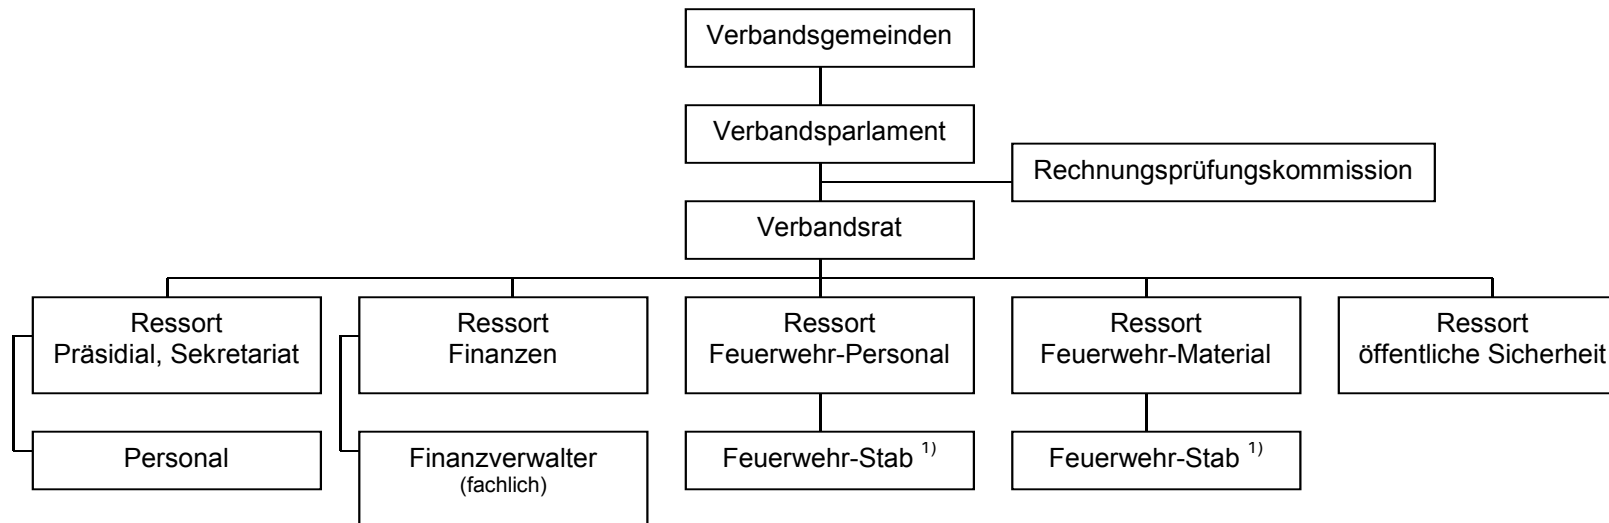 Verbandsgemeinden
Verbandsparlament
Rechnungsprüfungskommission
Verbandsrat
Ressort
Präsidial, Sekretariat
Ressort
Finanzen
Ressort
Feuerwehr-Personal
Ressort
Feuerwehr-Material
Ressort
öffentliche Sicherheit
Personal
Finanzverwalter
(fachlich)
Feuerwehr-Stab 1)
Feuerwehr-Stab 1)